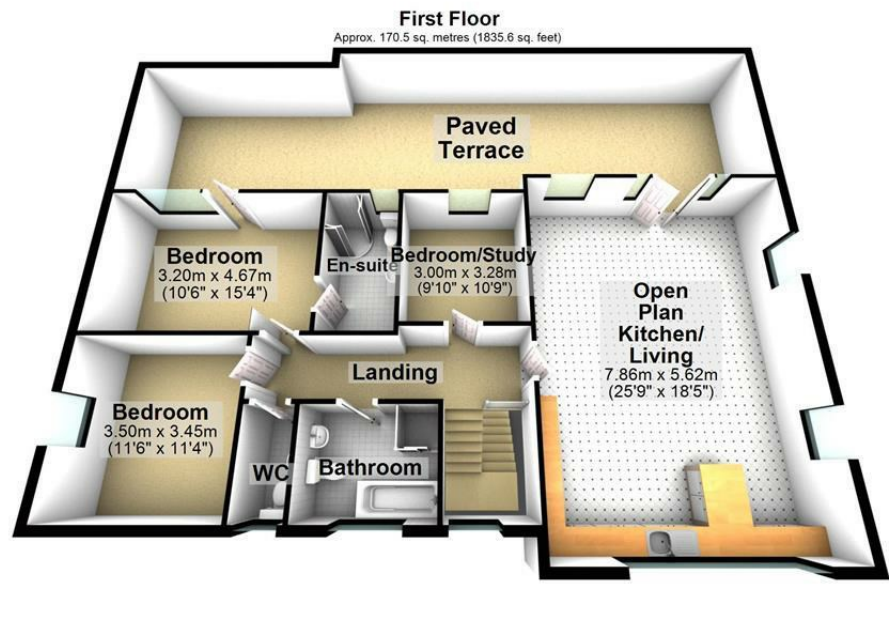 First Floor
Approx. 170.5 sq. metres (1835.6 sq. feet)
Paved
Terrace
Bedroom
3.20m x 4.67m
(10'6" x 15'4")
En-suite
Bedroom/Study
3.00m x 3.28m
(9'10" x 10'9")
Open
Plan
Kitchen/
Living
7.86m x 5.62m
(25'9" x 18'5")
Landing
Bedroom
3.50m x 3.45m
(11'6" x 11'4")
WC
Bathroom